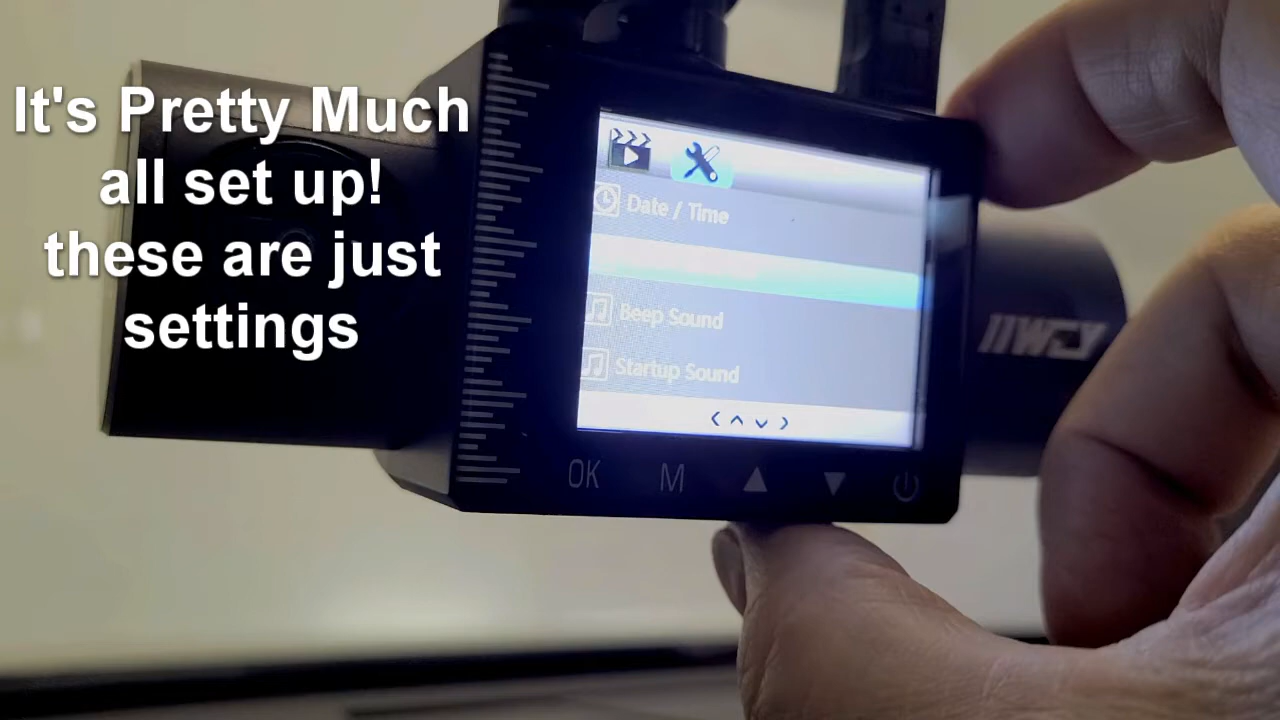 It's Pretty Much
all set up!
these are just
settings
Date / Time
Beep Sound
Startup Sound
OK M